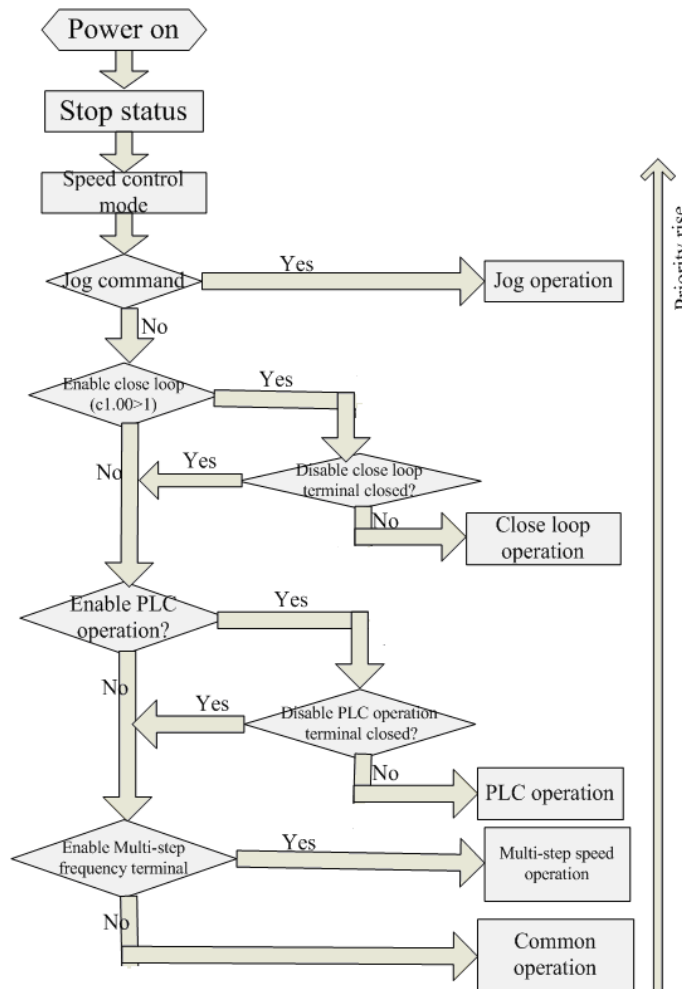 Power on
Stop status
Speed control
mode
Priority rise
Jog command
Yes
Jog operation
No
Enable close loop
(c1.00>1)
Yes
No
Yes
Disable close loop
terminal closed?
No
Close loop
operation
Enable PLC
operation?
Yes
No
Yes
Disable PLC operation
terminal closed?
No
PLC operation
Enable Multi-step
frequency terminal
Yes
Multi-step speed
operation
No
Common
operation